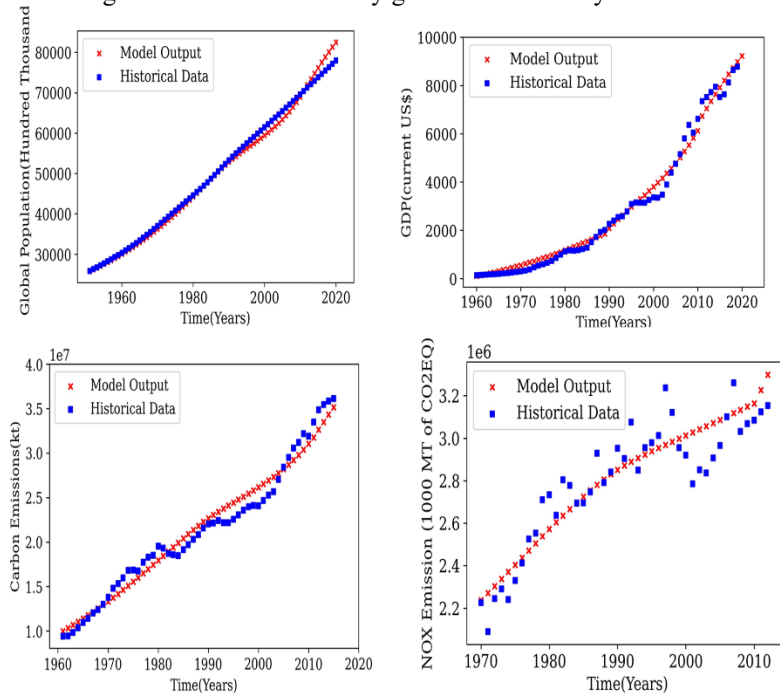 Global Population(Hundred Thousand
80000
70000
60000
50000
40000
30000
Model Output
Historical Data
1960
1980
2000
2020
Time(Years)
GDP(current US$)
10000
8000
6000
4000
2000
0
Model Output
Historical Data
1960 1970 1980 1990 2000 2010 2020
Time(Years)
Carbon Emissions(kt)
1e7
4.0
3.5
3.0
2.5
2.0
1.5
1.0
Model Output
Historical Data
1960 1970 1980 1990 2000 2010 2020
Time(Years)
NOX Emission (1000 MT of CO2EQ)
1e6
3.2
3.0
2.8
2.6
2.4
2.2
Model Output
Historical Data
1970
1980
1990
2000
2010
Time(Years)